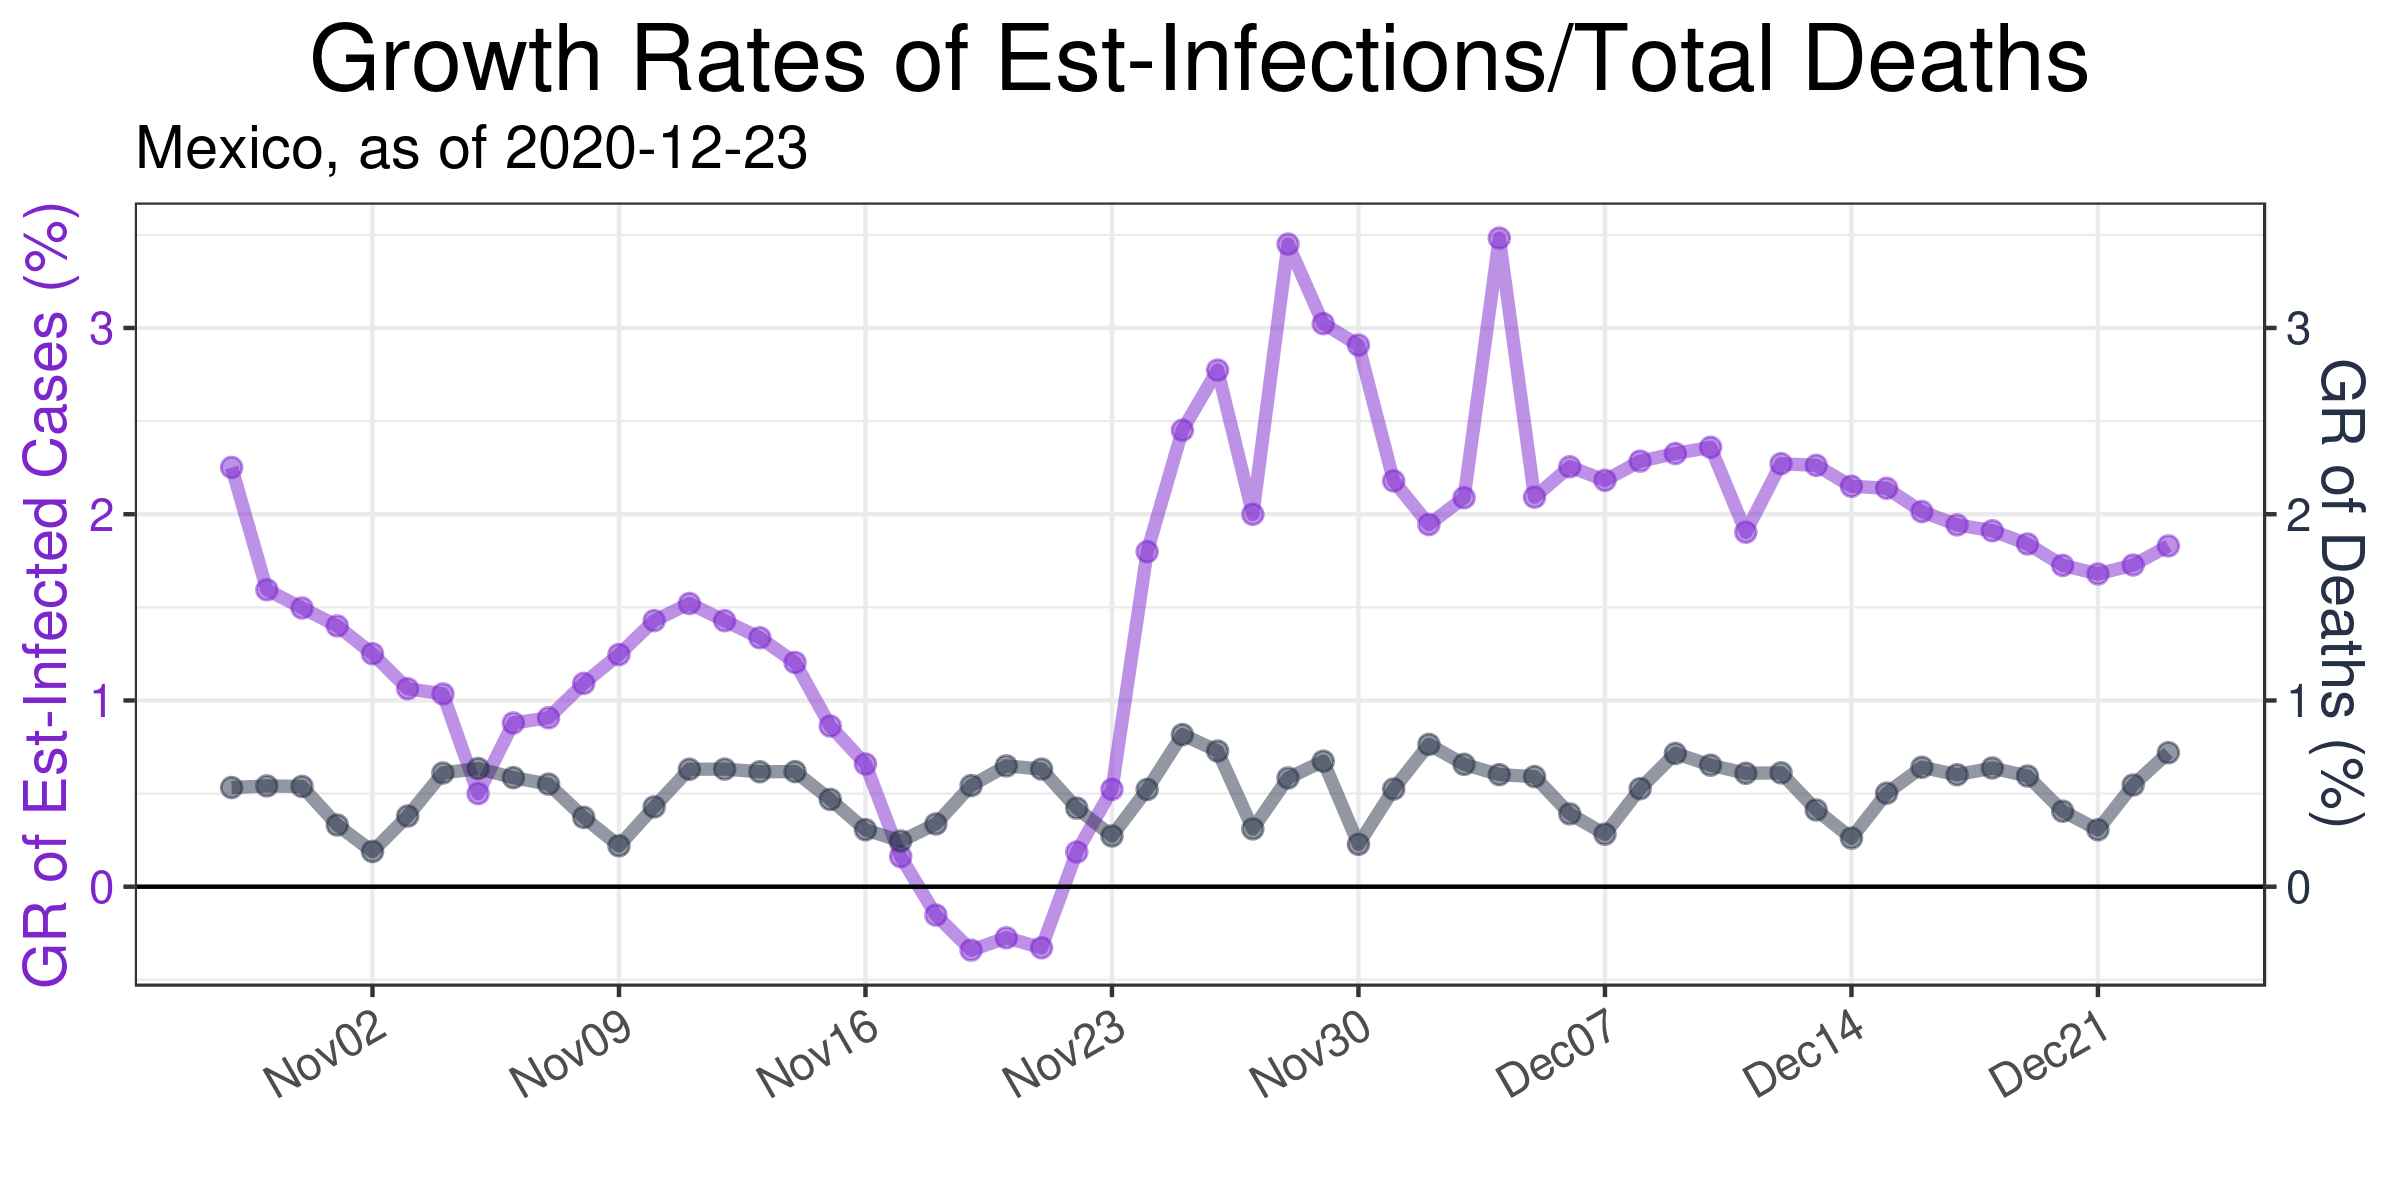 Growth Rates of Est-Infections/Total Deaths
Mexico, as of 2020-12-23
GR of Est-Infected Cases (%)
3
2
1
0
3
2
1
0
GR of Deaths (%)
Nov02
Nov09
Nov16
Nov23
Nov30
Dec07
Dec14
Dec21